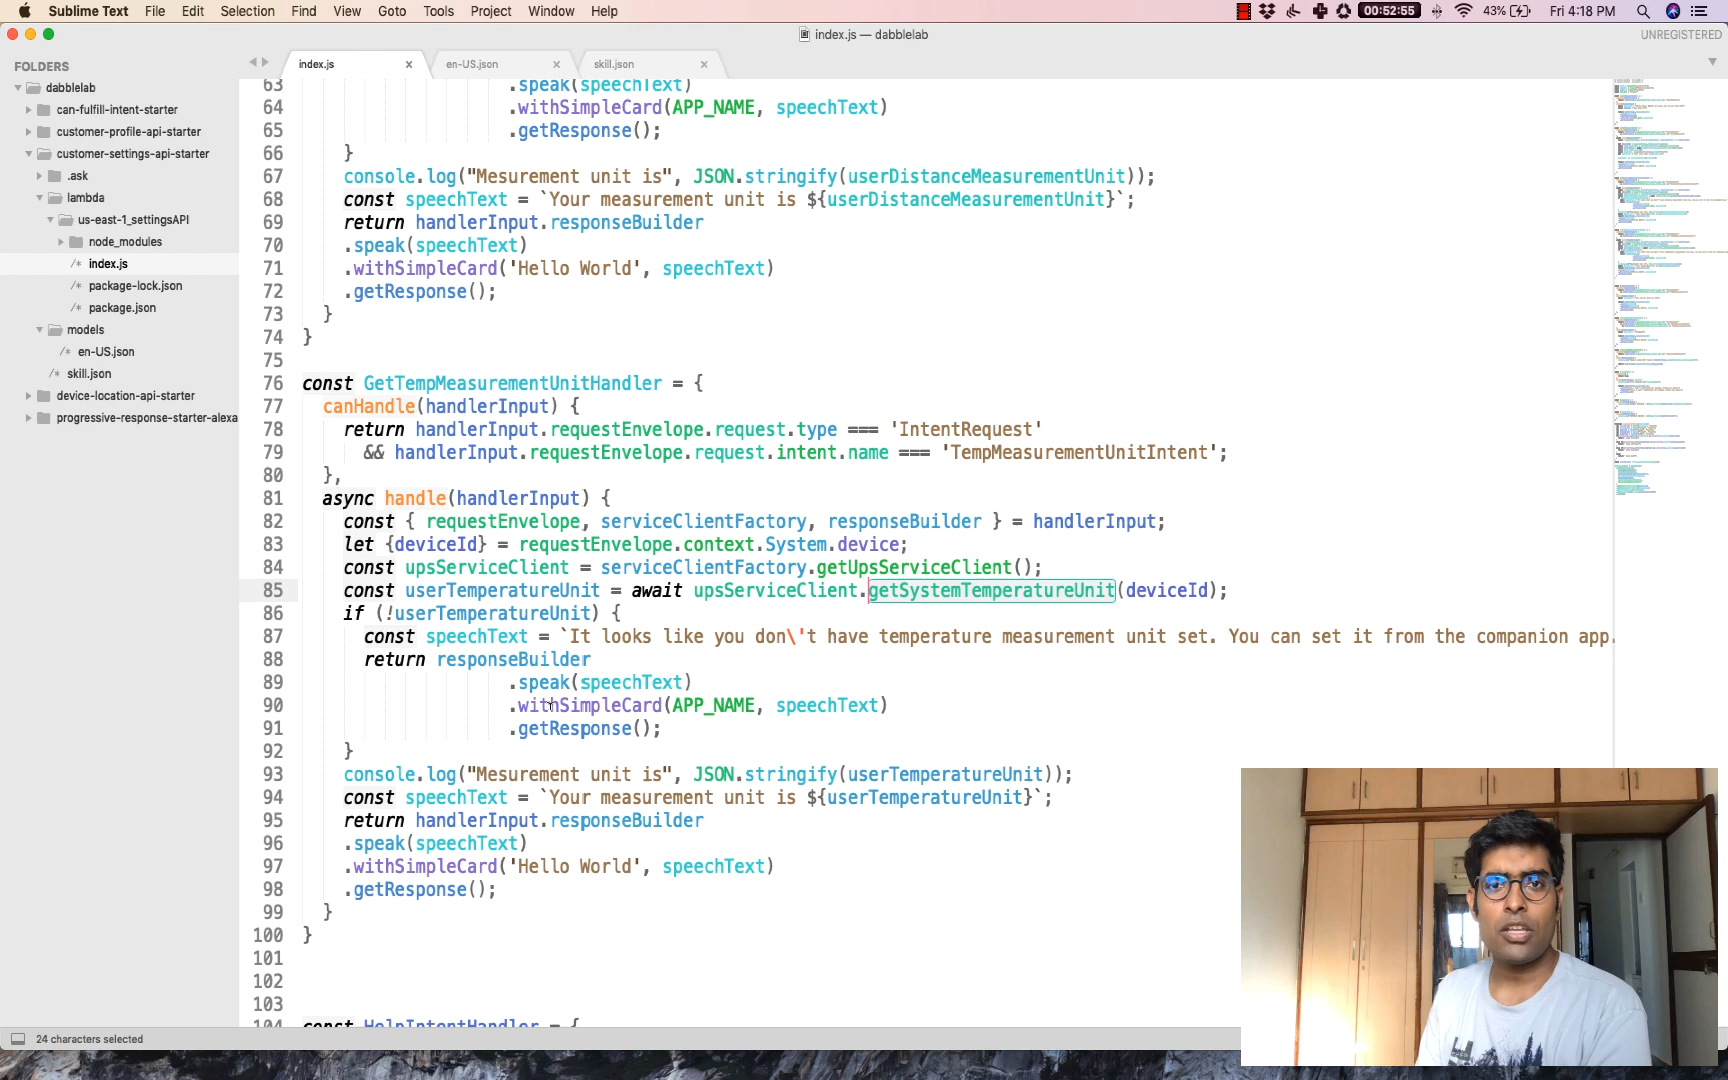 Sublime Text File Edit Selection Find View Goto Tools Project Window Help 00:52:55 43% Fri 4:18 PM
index.js — dabblelab UNREGISTERED
FOLDERS
dabblelab
can-fulfill-intent-starter
customer-profile-api-starter
customer-settings-api-starter
.ask
lambda
us-east-1_settingsAPI
node_modules
/* index.js
/* package-lock.json
/* package.json
models
/* en-US.json
/* skill.json
device-location-api-starter
progressive-response-starter-alexa
index.js en-US.json skill.json
63 .speak(speechText)
64 .withSimpleCard(APP_NAME, speechText)
65 .getResponse();
66 }
67 console.log("Mesurement unit is", JSON.stringify(userDistanceMeasurementUnit));
68 const speechText = `Your measurement unit is ${userDistanceMeasurementUnit}`;
69 return handlerInput.responseBuilder
70 .speak(speechText)
71 .withSimpleCard('Hello World', speechText)
72 .getResponse();
73 }
74 }
75
76 const GetTempMeasurementUnitHandler = {
77 canHandle(handlerInput) {
78 return handlerInput.requestEnvelope.request.type === 'IntentRequest'
79 && handlerInput.requestEnvelope.request.intent.name === 'TempMeasurementUnitIntent';
80 },
81 async handle(handlerInput) {
82 const { requestEnvelope, serviceClientFactory, responseBuilder } = handlerInput;
83 let {deviceId} = requestEnvelope.context.System.device;
84 const upsServiceClient = serviceClientFactory.getUpsServiceClient();
85 const userTemperatureUnit = await upsServiceClient.getSystemTemperatureUnit(deviceId);
86 if (!userTemperatureUnit) {
87 const speechText = `It looks like you don\'t have temperature measurement unit set. You can set it from the companion app.
88 return responseBuilder
89 .speak(speechText)
90 .withSimpleCard(APP_NAME, speechText)
91 .getResponse();
92 }
93 console.log("Mesurement unit is", JSON.stringify(userTemperatureUnit));
94 const speechText = `Your measurement unit is ${userTemperatureUnit}`;
95 return handlerInput.responseBuilder
96 .speak(speechText)
97 .withSimpleCard('Hello World', speechText)
98 .getResponse();
99 }
100 }
101
102
103
104 const HelpIntentHandler = {
24 characters selected